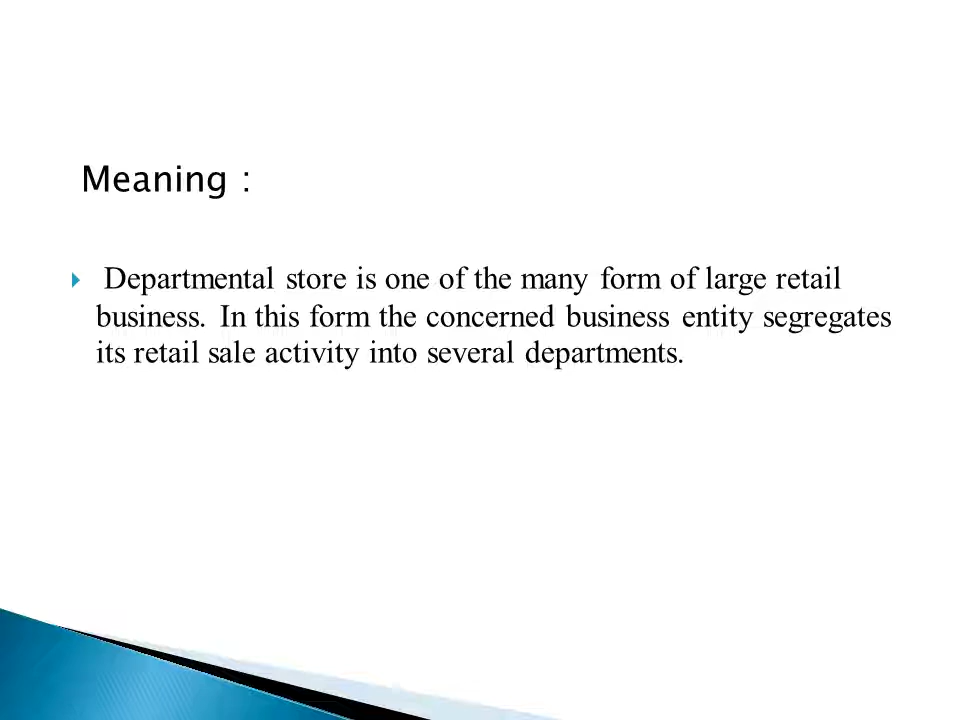 Meaning :
Departmental store is one of the many form of large retail
business. In this form the concerned business entity segregates
its retail sale activity into several departments.